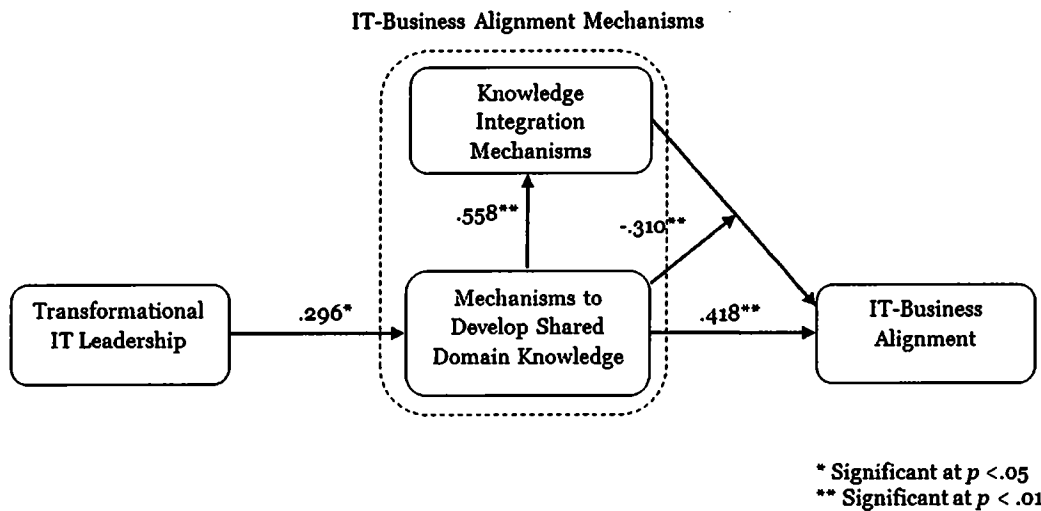 IT-Business Alignment Mechanisms
Knowledge
Integration
Mechanisms
.558**
-.310**
Transformational
IT Leadership
.296*
Mechanisms to
Develop Shared
Domain Knowledge
.418**
IT-Business
Alignment
* Significant at p <.05
** Significant at p < .01